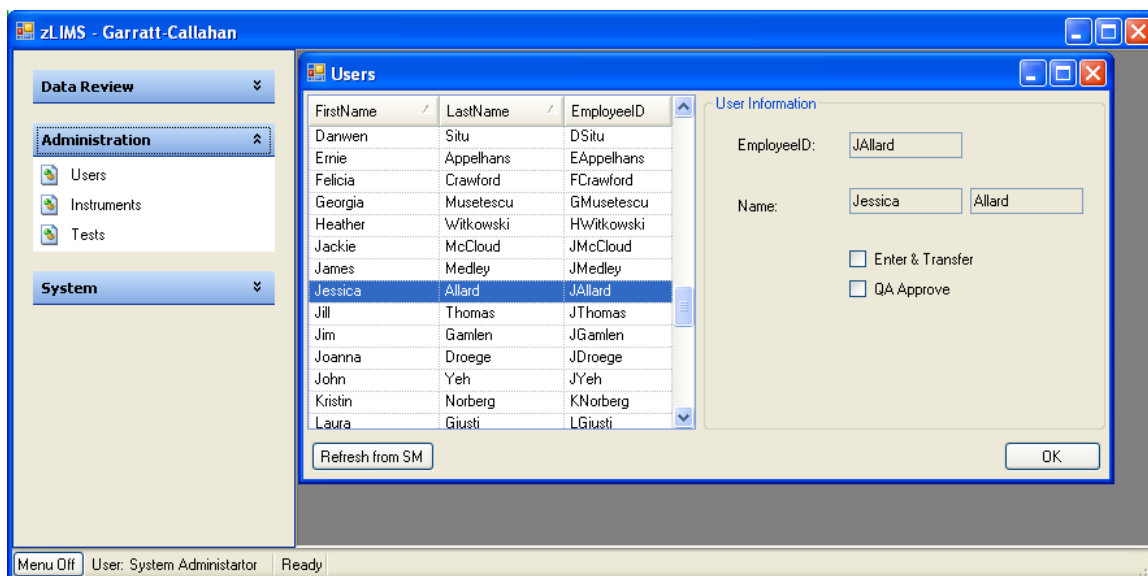 zLIMS - Garratt-Callahan
Data Review
Administration
Users
Instruments
Tests
System
Users
FirstName LastName EmployeeID
Danwen Situ DSitu
Ernie Appelhans EAppelhans
Felicia Crawford FCrawford
Georgia Musetescu GMusetescu
Heather Witkowski HWitkowski
Jackie McCloud JMcCloud
James Medley JMedley
Jessica Allard JAllard
Jill Thomas JThomas
Jim Gamlen JGamlen
Joanna Droege JDroege
John Yeh JYeh
Kristin Norberg KNorberg
Laura Giusti LGiusti
Refresh from SM
User Information
EmployeeID: JAllard
Name: Jessica Allard
Enter & Transfer
QA Approve
OK
Menu Off User: System Administartor Ready